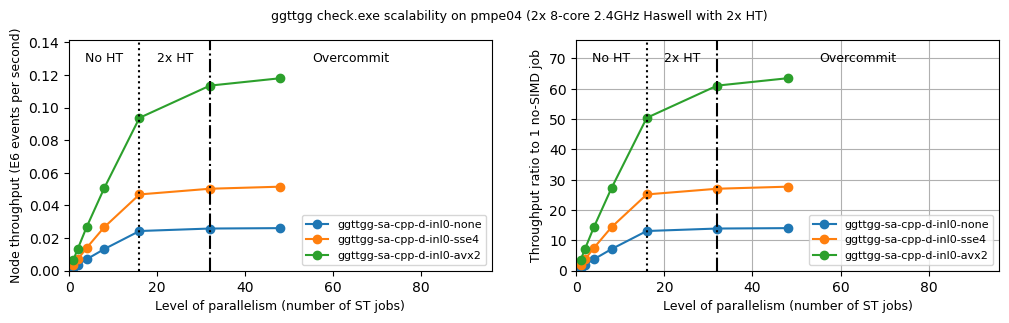 ggttgg check.exe scalability on pmpe04 (2x 8-core 2.4GHz Haswell with 2x HT)
Node throughput (E6 events per second)
0.14
0.12
0.10
0.08
0.06
0.04
0.02
0.00
No HT
2x HT
Overcommit
ggttgg-sa-cpp-d-inl0-none
ggttgg-sa-cpp-d-inl0-sse4
ggttgg-sa-cpp-d-inl0-avx2
0
20
40
60
80
Level of parallelism (number of ST jobs)
Throughput ratio to 1 no-SIMD job
70
60
50
40
30
20
10
0
No HT
2x HT
Overcommit
ggttgg-sa-cpp-d-inl0-none
ggttgg-sa-cpp-d-inl0-sse4
ggttgg-sa-cpp-d-inl0-avx2
0
20
40
60
80
Level of parallelism (number of ST jobs)